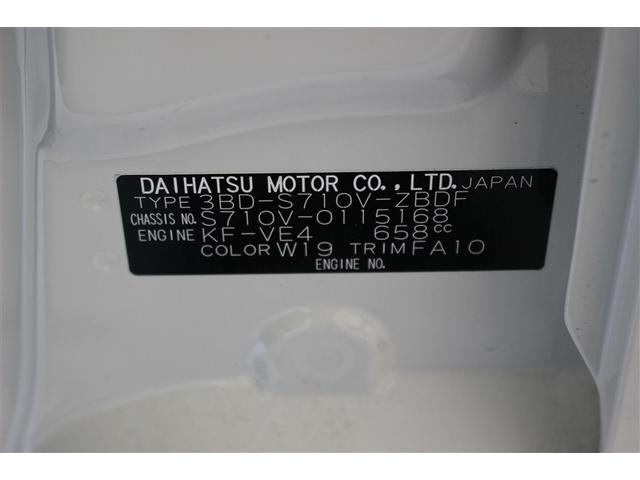 DAIHATSU MOTOR CO.,LTD. JAPAN
TYPE 3BD-S710V-ZBDF
CHASSIS NO. S710V-0115168
ENGINE KF-VE4 658cc
COLOR W19 TRIM FA10
ENGINE NO.